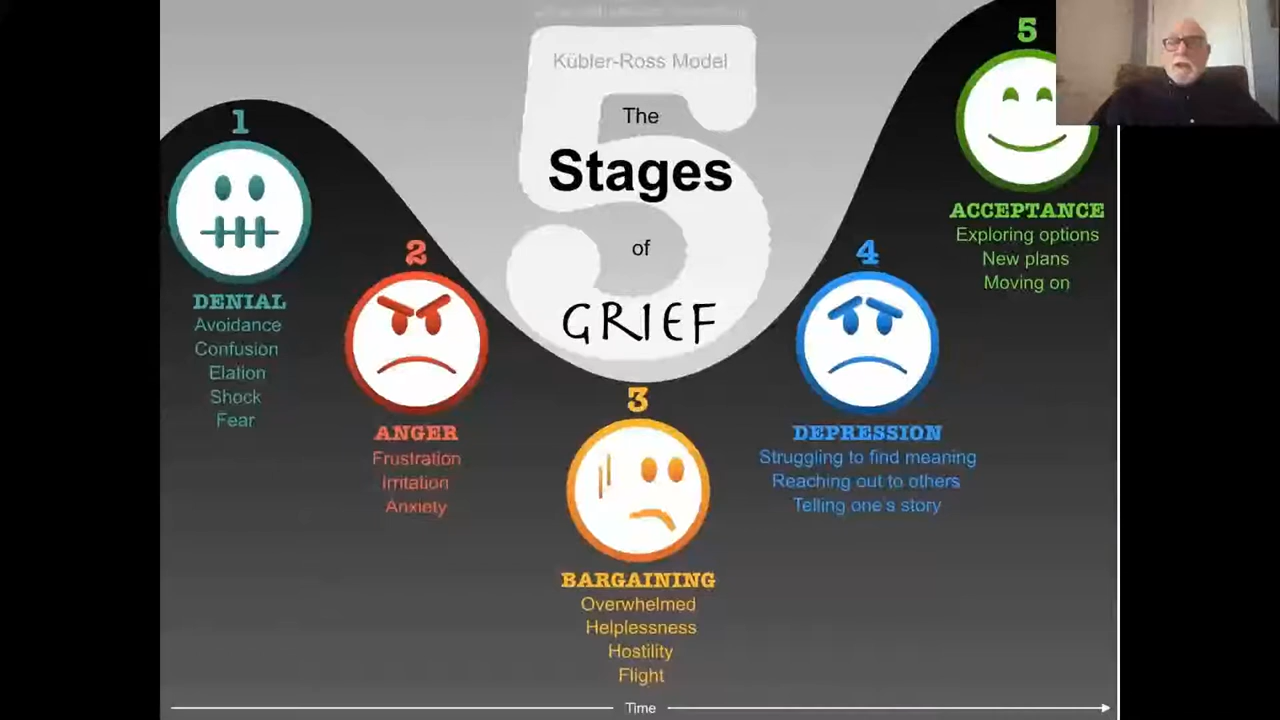 Kübler-Ross Model
The
5
Stages
of
GRIEF
1
DENIAL
Avoidance
Confusion
Elation
Shock
Fear
2
ANGER
Frustration
Irritation
Anxiety
3
BARGAINING
Overwhelmed
Helplessness
Hostility
Flight
4
DEPRESSION
Struggling to find meaning
Reaching out to others
Telling one's story
5
ACCEPTANCE
Exploring options
New plans
Moving on
Time